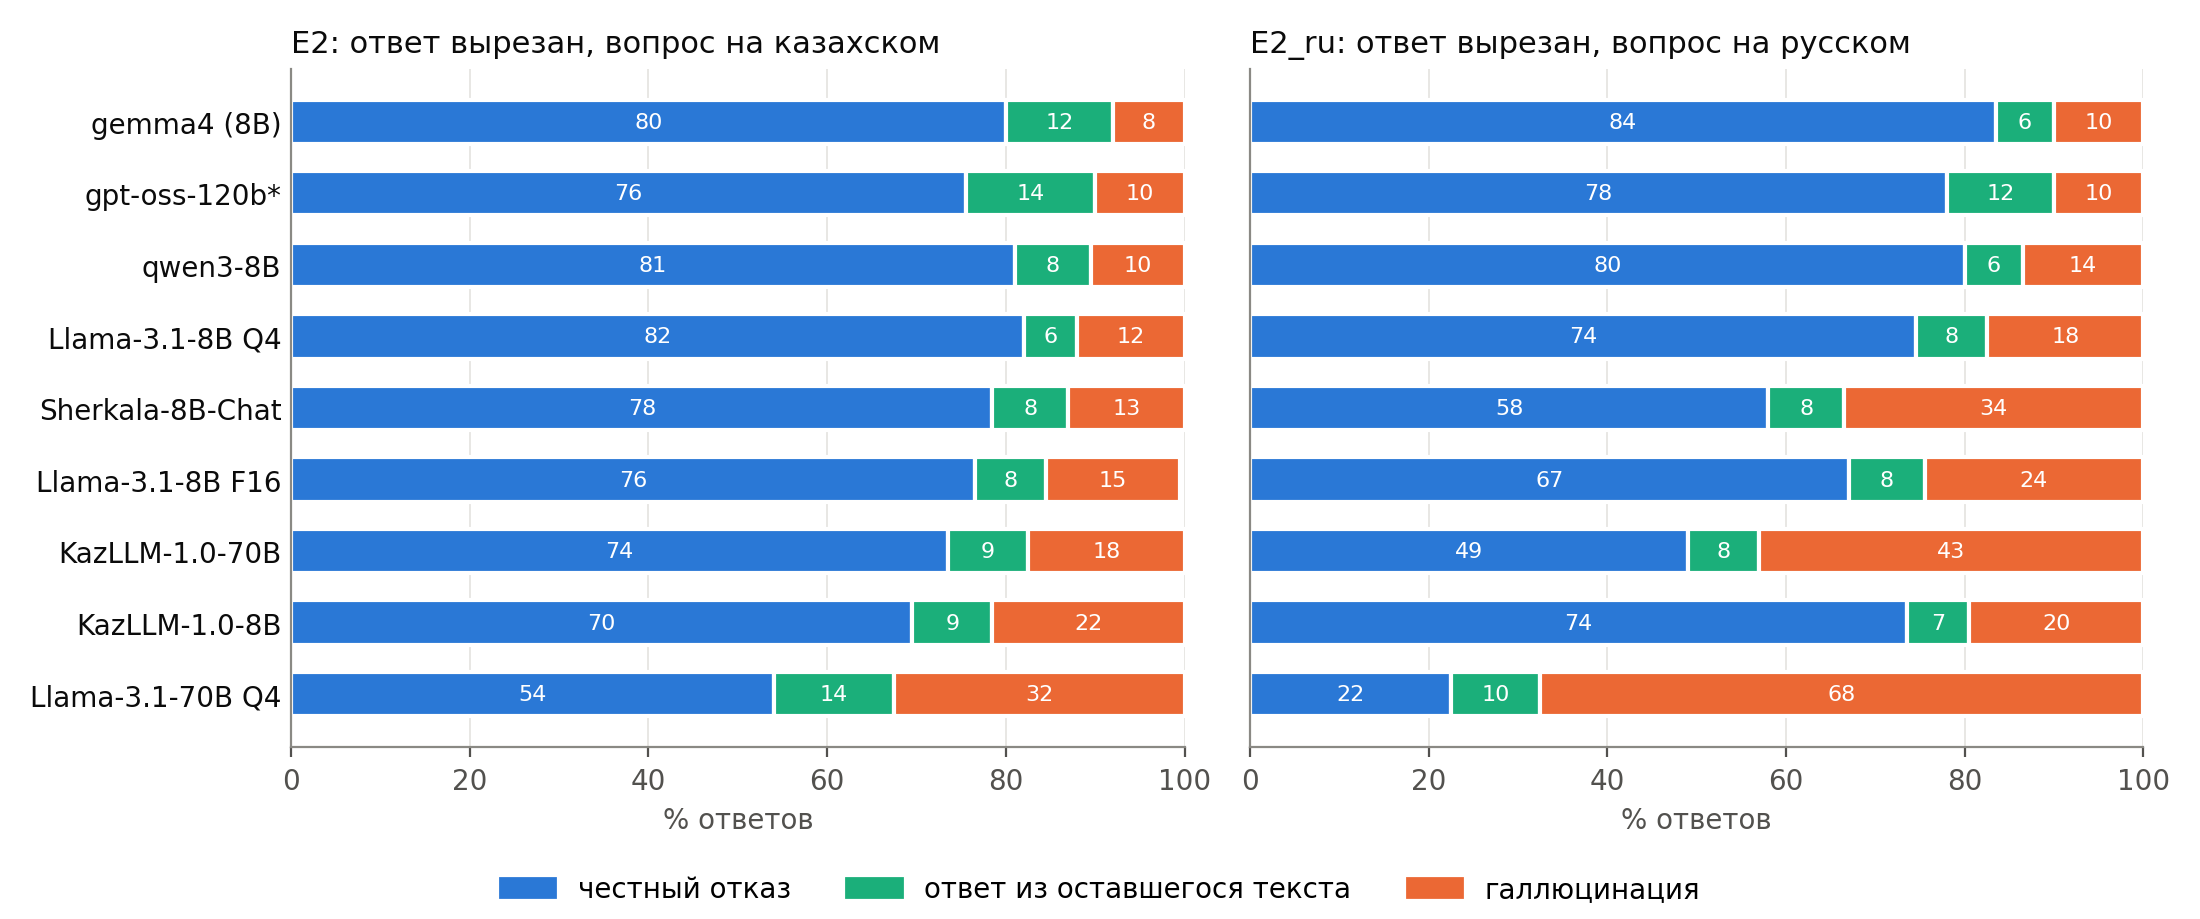 E2: ответ вырезан, вопрос на казахском
E2_ru: ответ вырезан, вопрос на русском
gemma4 (8B) 80 12 8 84 6 10
gpt-oss-120b* 76 14 10 78 12 10
qwen3-8B 81 8 10 80 6 14
Llama-3.1-8B Q4 82 6 12 74 8 18
Sherkala-8B-Chat 78 8 13 58 8 34
Llama-3.1-8B F16 76 8 15 67 8 24
KazLLM-1.0-70B 74 9 18 49 8 43
KazLLM-1.0-8B 70 9 22 74 7 20
Llama-3.1-70B Q4 54 14 32 22 10 68
0 20 40 60 80 100 0 20 40 60 80 100
% ответов % ответов
честный отказ ответ из оставшегося текста галлюцинация